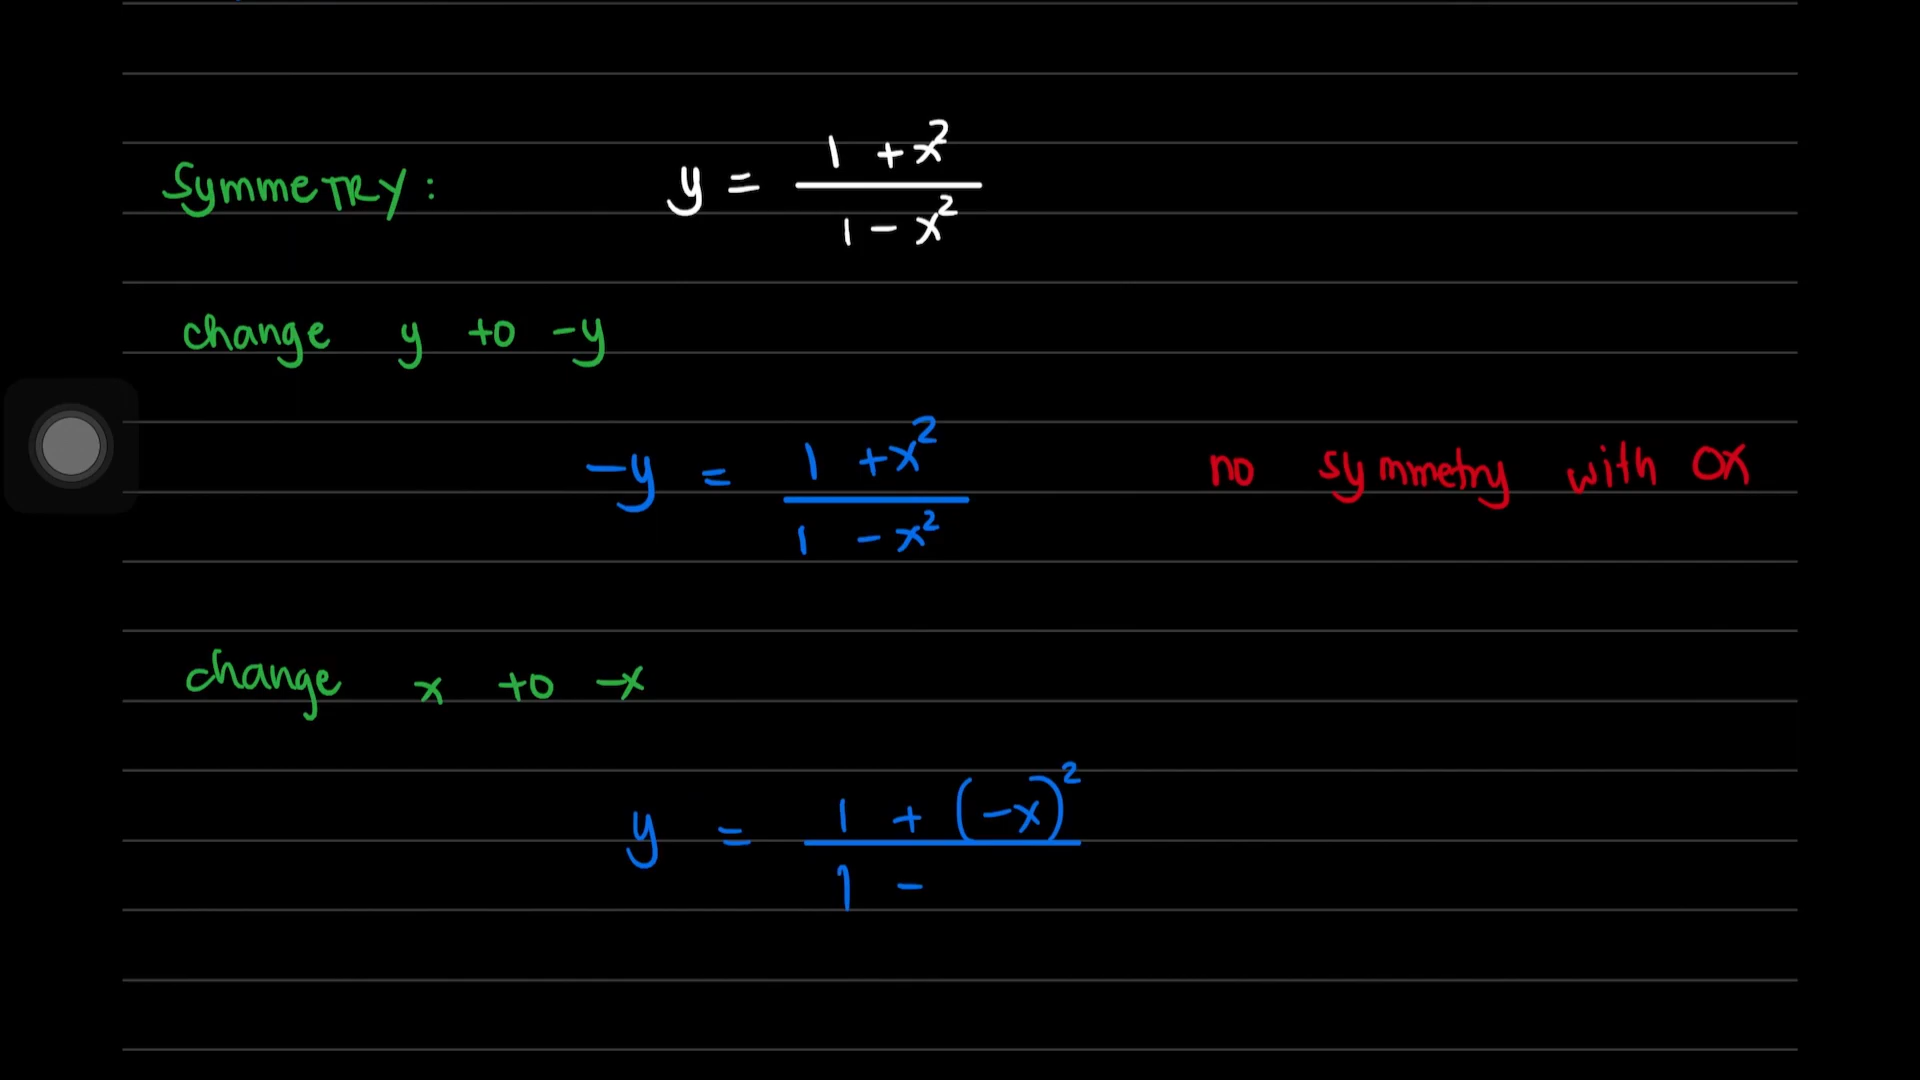 Symmetry: y = (1 + x²)/(1 - x²)
change y to -y
-y = (1 + x²)/(1 - x²) no symmetry with OX
change x to -x
y = (1 + (-x)²)/(1 -